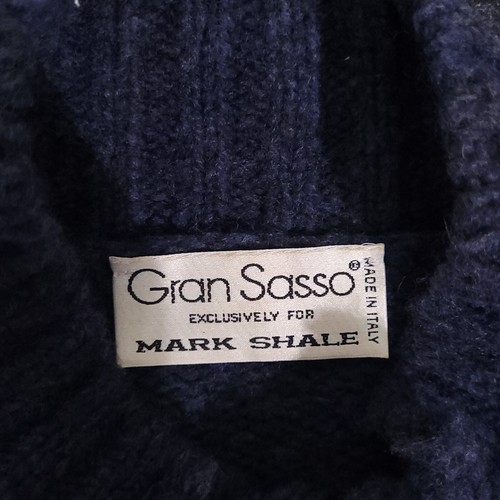 Gran Sasso®
EXCLUSIVELY FOR
MARK SHALE
MADE IN ITALY